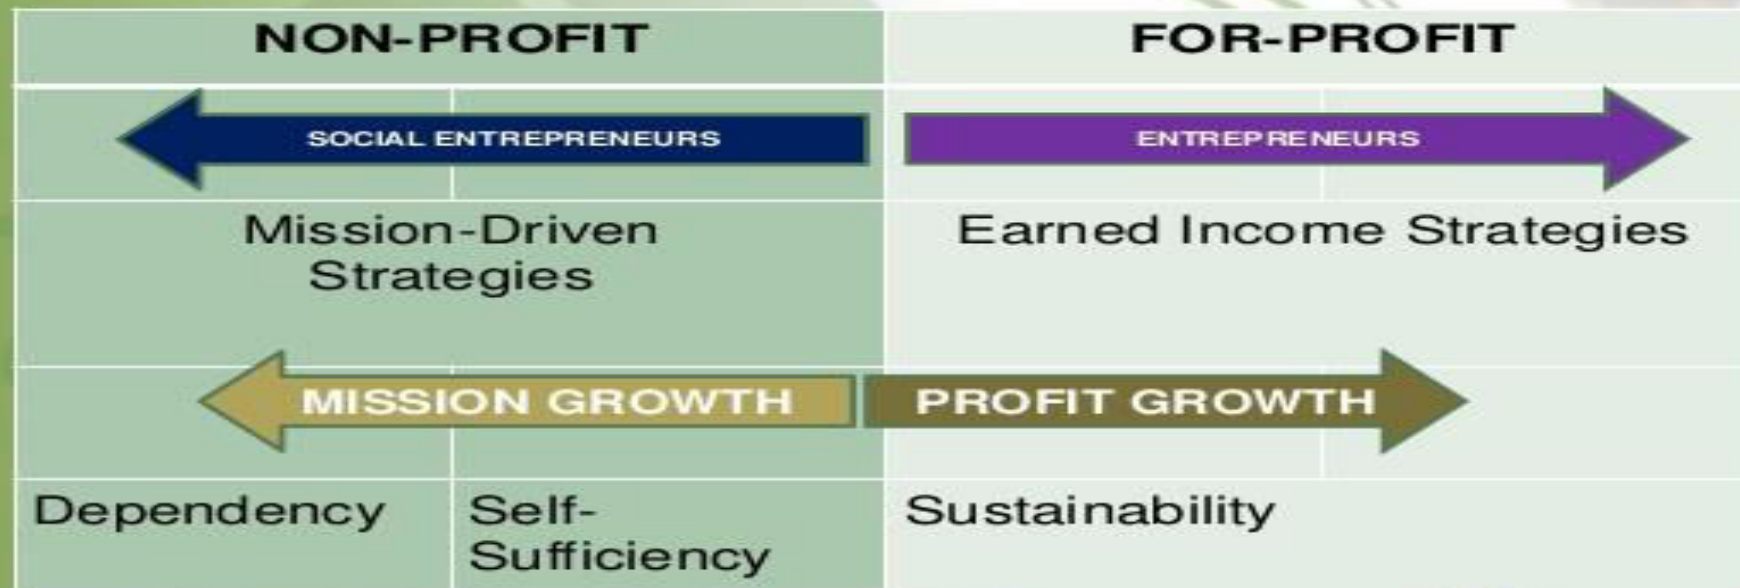 NON-PROFIT
FOR-PROFIT
SOCIAL ENTREPRENEURS
ENTREPRENEURS
Mission-Driven
Strategies
Earned Income Strategies
MISSION GROWTH
PROFIT GROWTH
Dependency
Self-
Sufficiency
Sustainability